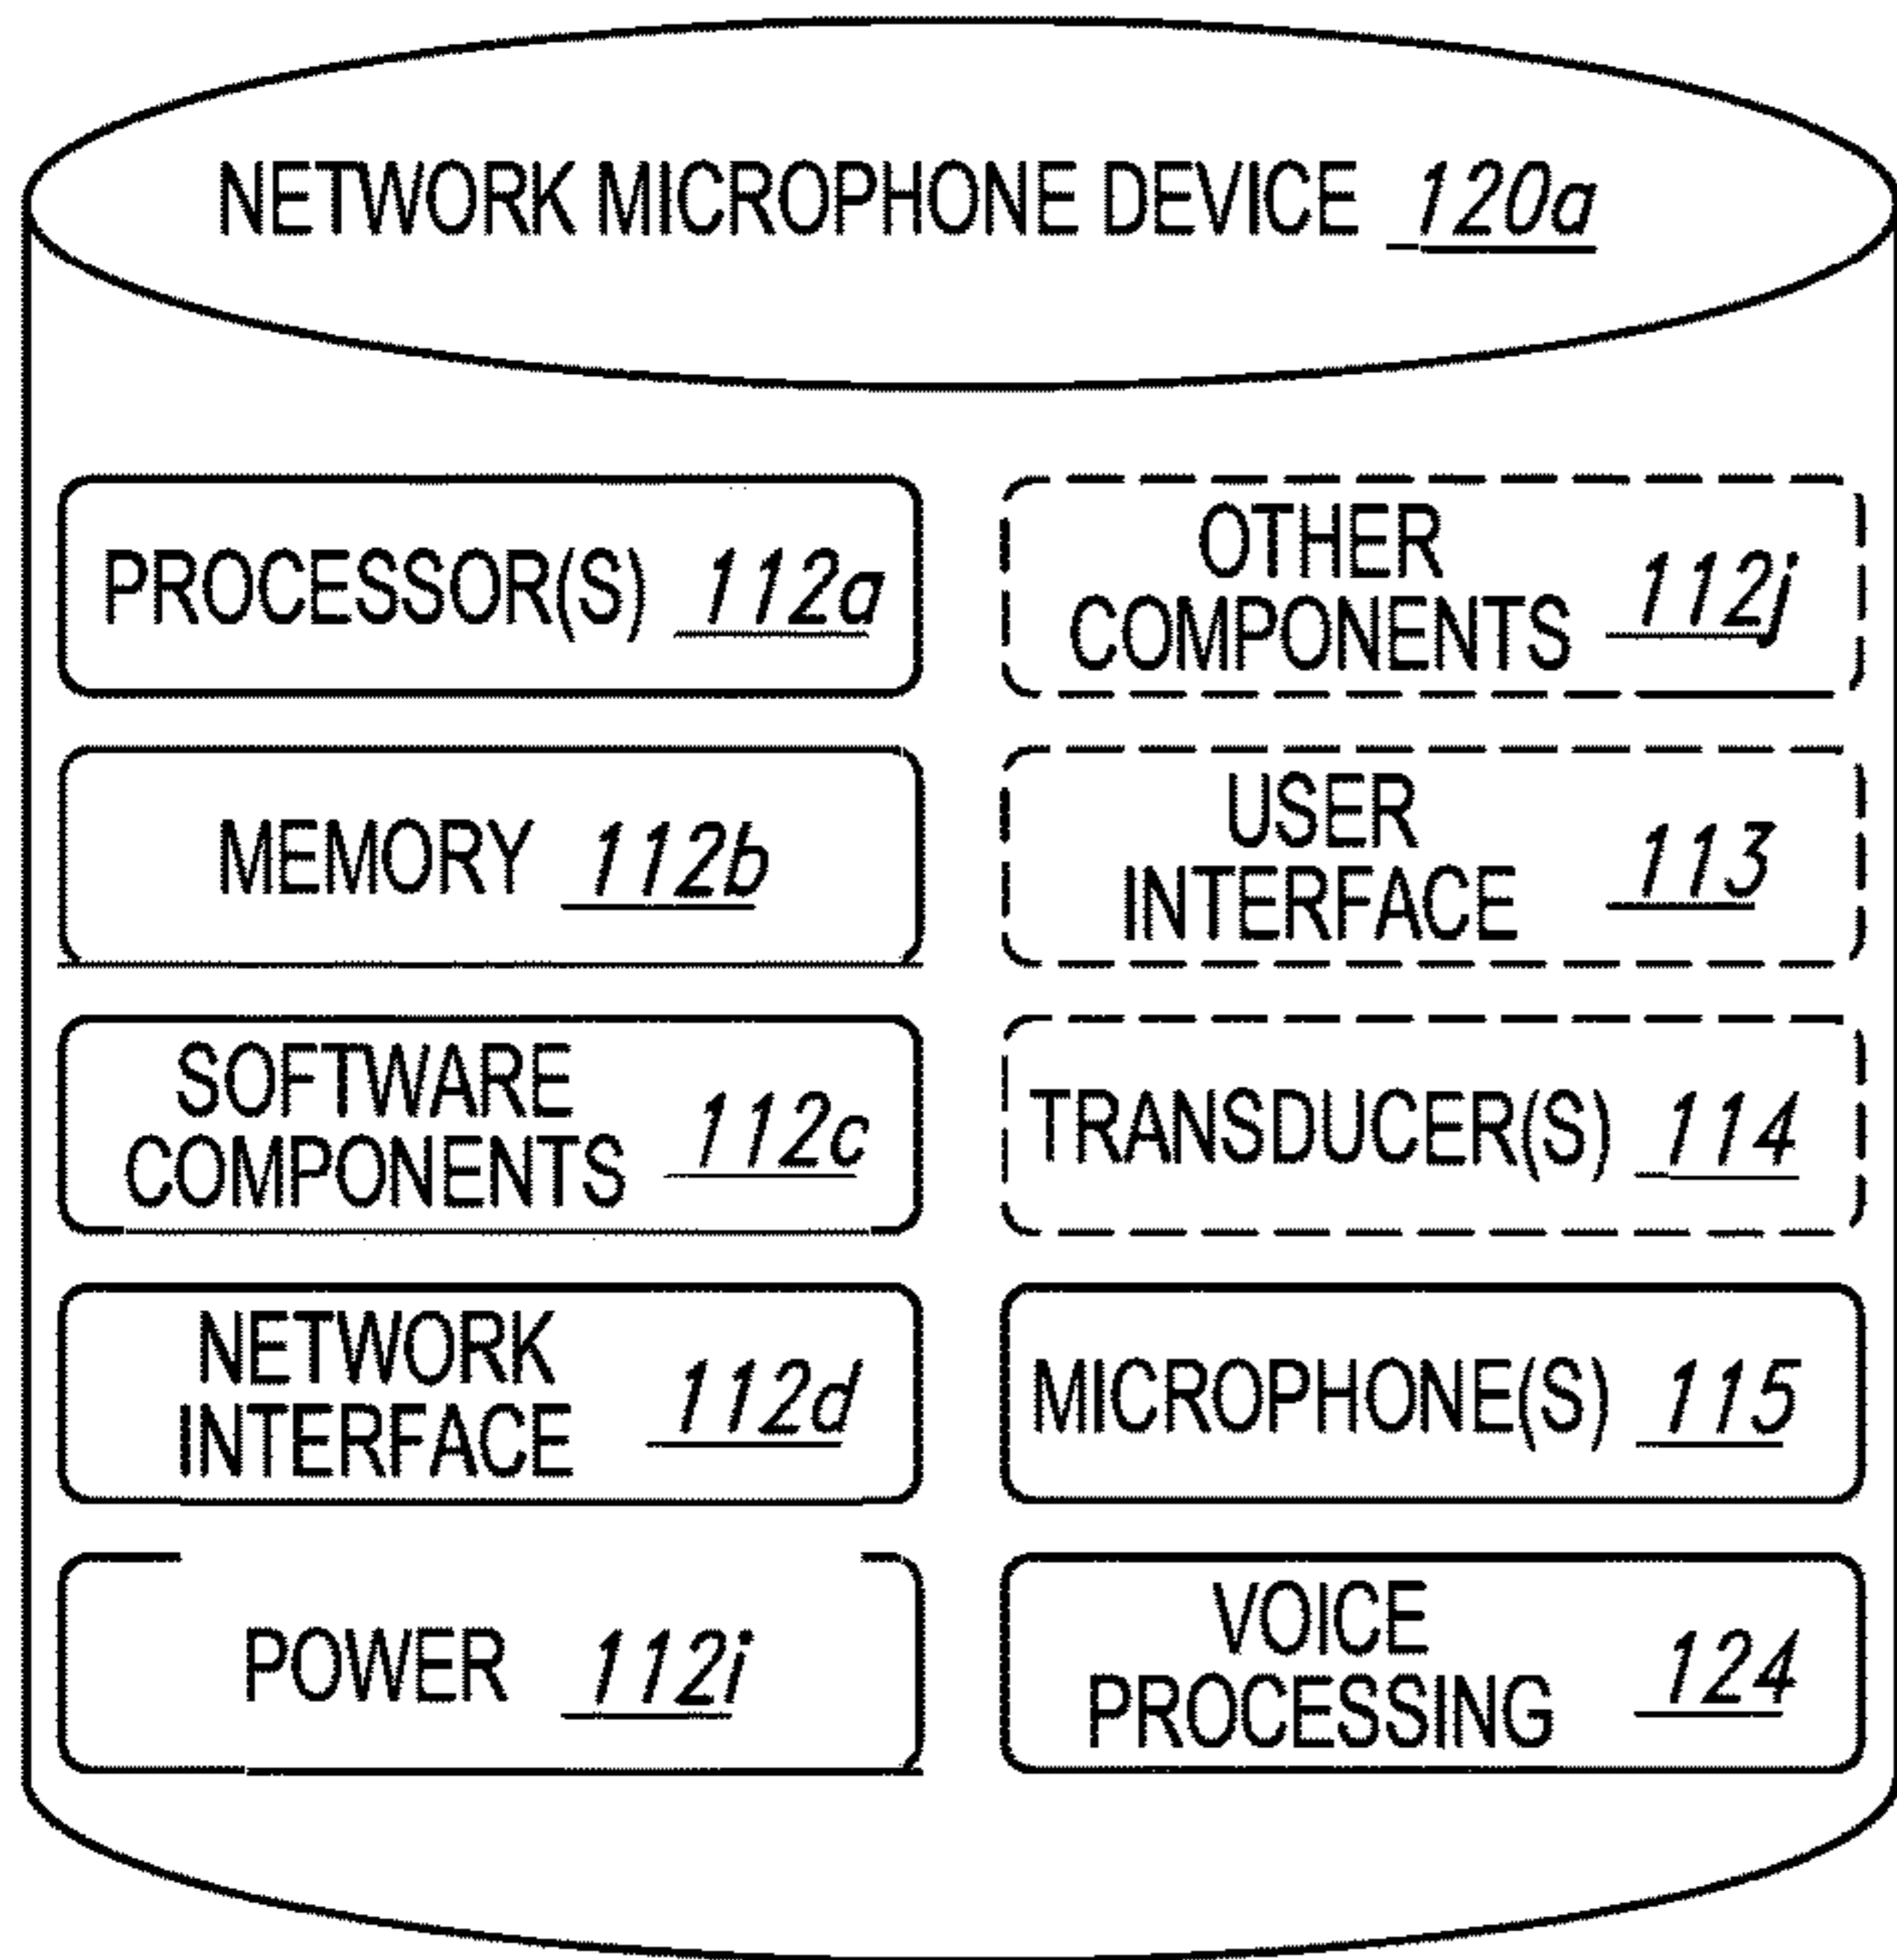 NETWORK MICROPHONE DEVICE 120a
PROCESSOR(S) 112a
MEMORY 112b
SOFTWARE
COMPONENTS 112c
NETWORK
INTERFACE 112d
POWER 112i
OTHER
COMPONENTS 112j
USER
INTERFACE 113
TRANSDUCER(S) 114
MICROPHONE(S) 115
VOICE
PROCESSING 124